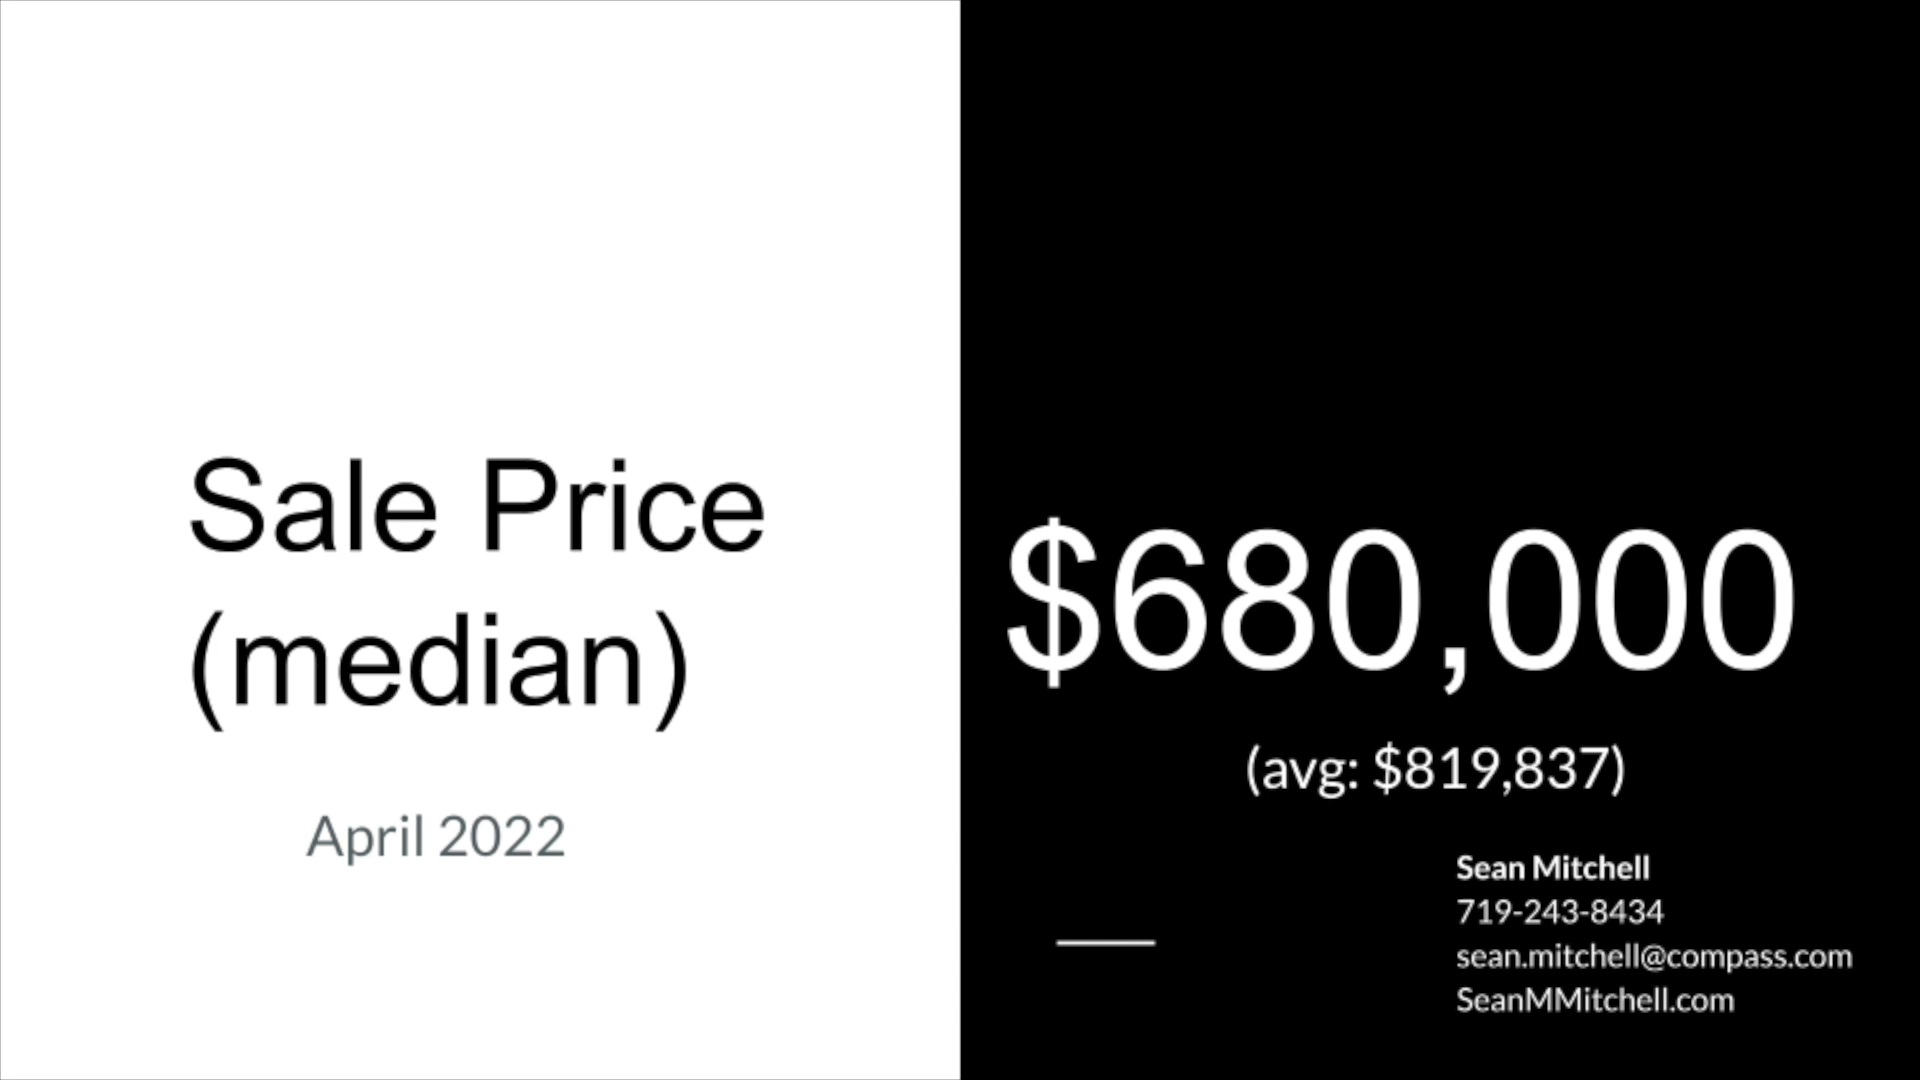 Sale Price
(median)
April 2022
$680,000
(avg: $819,837)
Sean Mitchell
719-243-8434
sean.mitchell@compass.com
SeanMMitchell.com